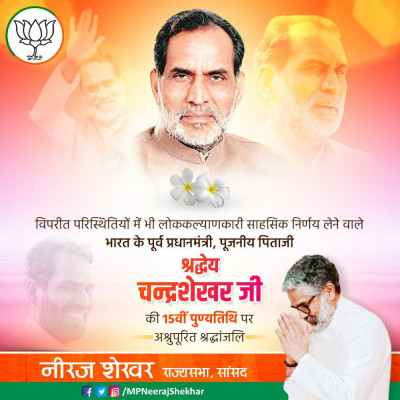 विपरीत परिस्थितियों में भी लोककल्याणकारी साहसिक निर्णय लेने वाले
भारत के पूर्व प्रधानमंत्री, पूजनीय पिताजी
श्रद्धेय
चन्द्रशेखर जी
की 15वीं पुण्यतिथि पर
अश्रुपूरित श्रद्धांजलि
नीरज शेखर राज्यसभा, सांसद
/MPNeerajShekhar